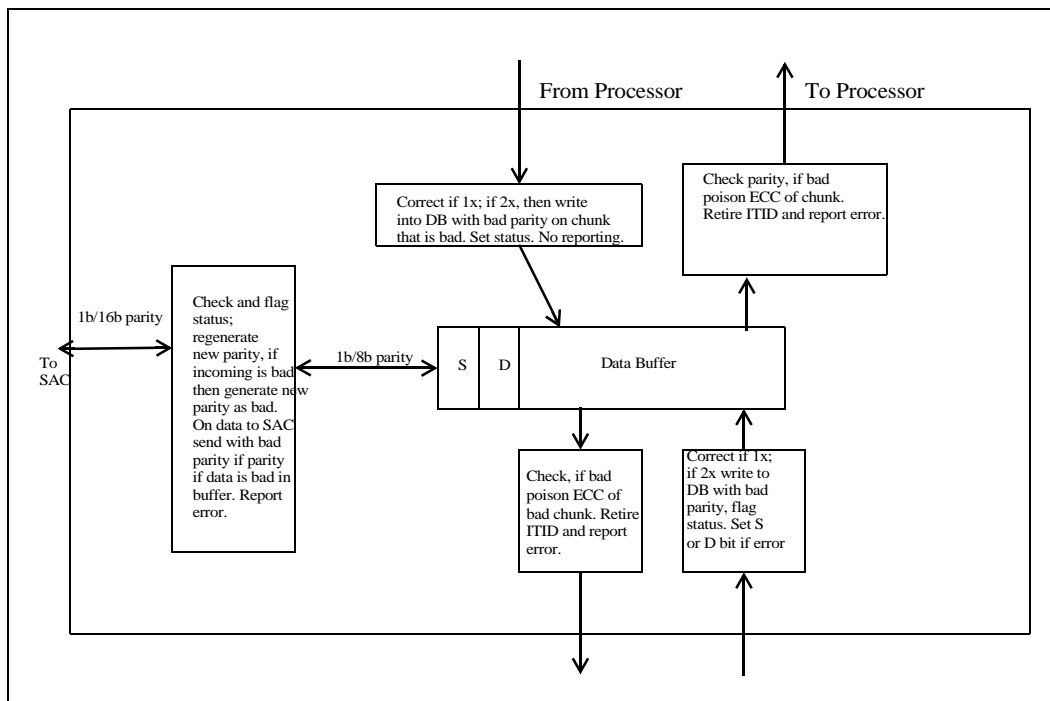 From Processor
To Processor
Correct if 1x; if 2x, then write
into DB with bad parity on chunk
that is bad. Set status. No reporting.
Check parity, if bad
poison ECC of chunk.
Retire ITID and report error.
1b/16b parity
To
SAC
Check and flag
status;
regenerate
new parity, if
incoming is bad
then generate new
parity as bad.
On data to SAC
send with bad
parity if parity
if data is bad in
buffer. Report
error.
1b/8b parity
S
D
Data Buffer
Check, if bad
poison ECC of
bad chunk. Retire
ITID and report
error.
Correct if 1x;
if 2x write to
DB with bad
parity, flag
status. Set S
or D bit if error